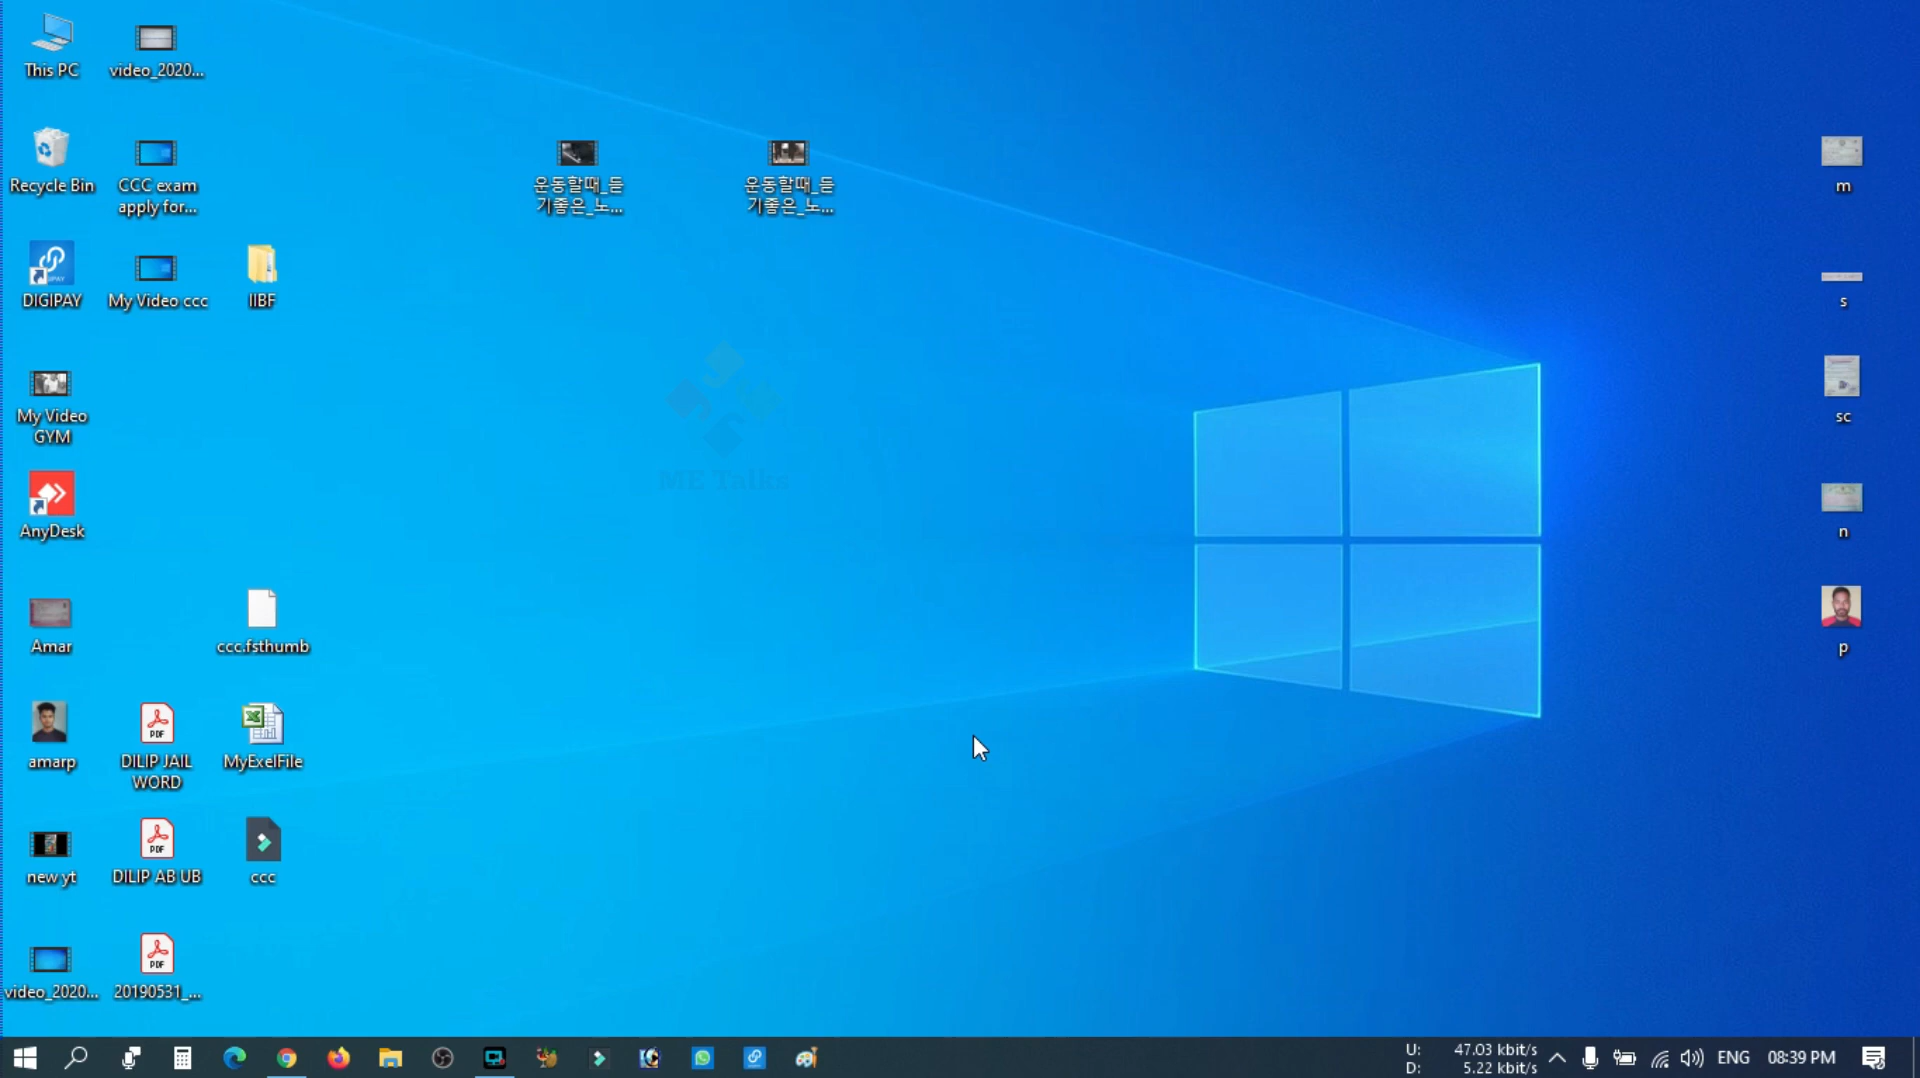 This PC
video_2020...
Recycle Bin
CCC exam
apply for...
운동할때_듣
기좋은_노...
운동할때_듣
기좋은_노...
m
DIGIPAY
My Video ccc
IIBF
s
My Video
GYM
sc
ME Talks
AnyDesk
n
Amar
ccc.fsthumb
p
amarp
DILIP JAIL
WORD
MyExelFile
new yt
DILIP AB UB
ccc
video_2020...
20190531_...
U: 47.03 kbit/s
D: 5.22 kbit/s
ENG
08:39 PM